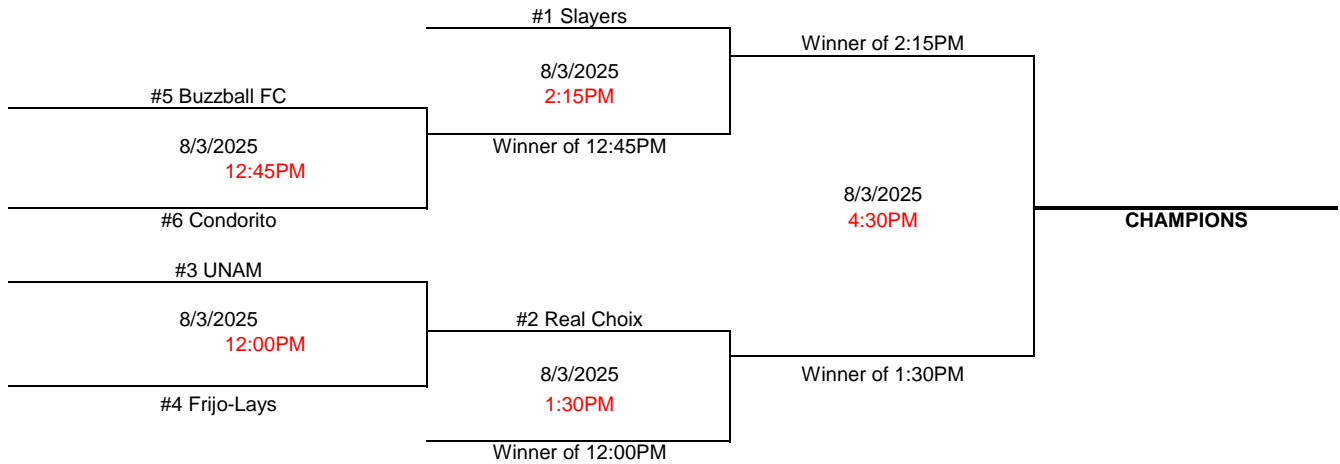 #1 Slayers
Winner of 2:15PM
8/3/2025
2:15PM
#5 Buzzball FC
Winner of 12:45PM
8/3/2025
12:45PM
8/3/2025
4:30PM
#6 Condorito
CHAMPIONS
#3 UNAM
8/3/2025
12:00PM
#2 Real Choix
8/3/2025
1:30PM
Winner of 1:30PM
#4 Frijo-Lays
Winner of 12:00PM